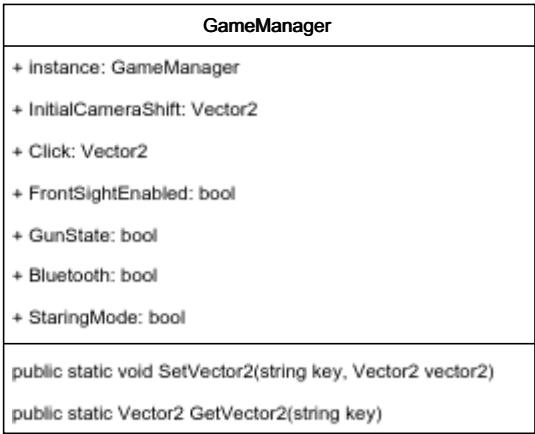 GameManager
+ instance: GameManager
+ InitialCameraShift: Vector2
+ Click: Vector2
+ FrontSightEnabled: bool
+ GunState: bool
+ Bluetooth: bool
+ StaringMode: bool
public static void SetVector2(string key, Vector2 vector2)
public static Vector2 GetVector2(string key)